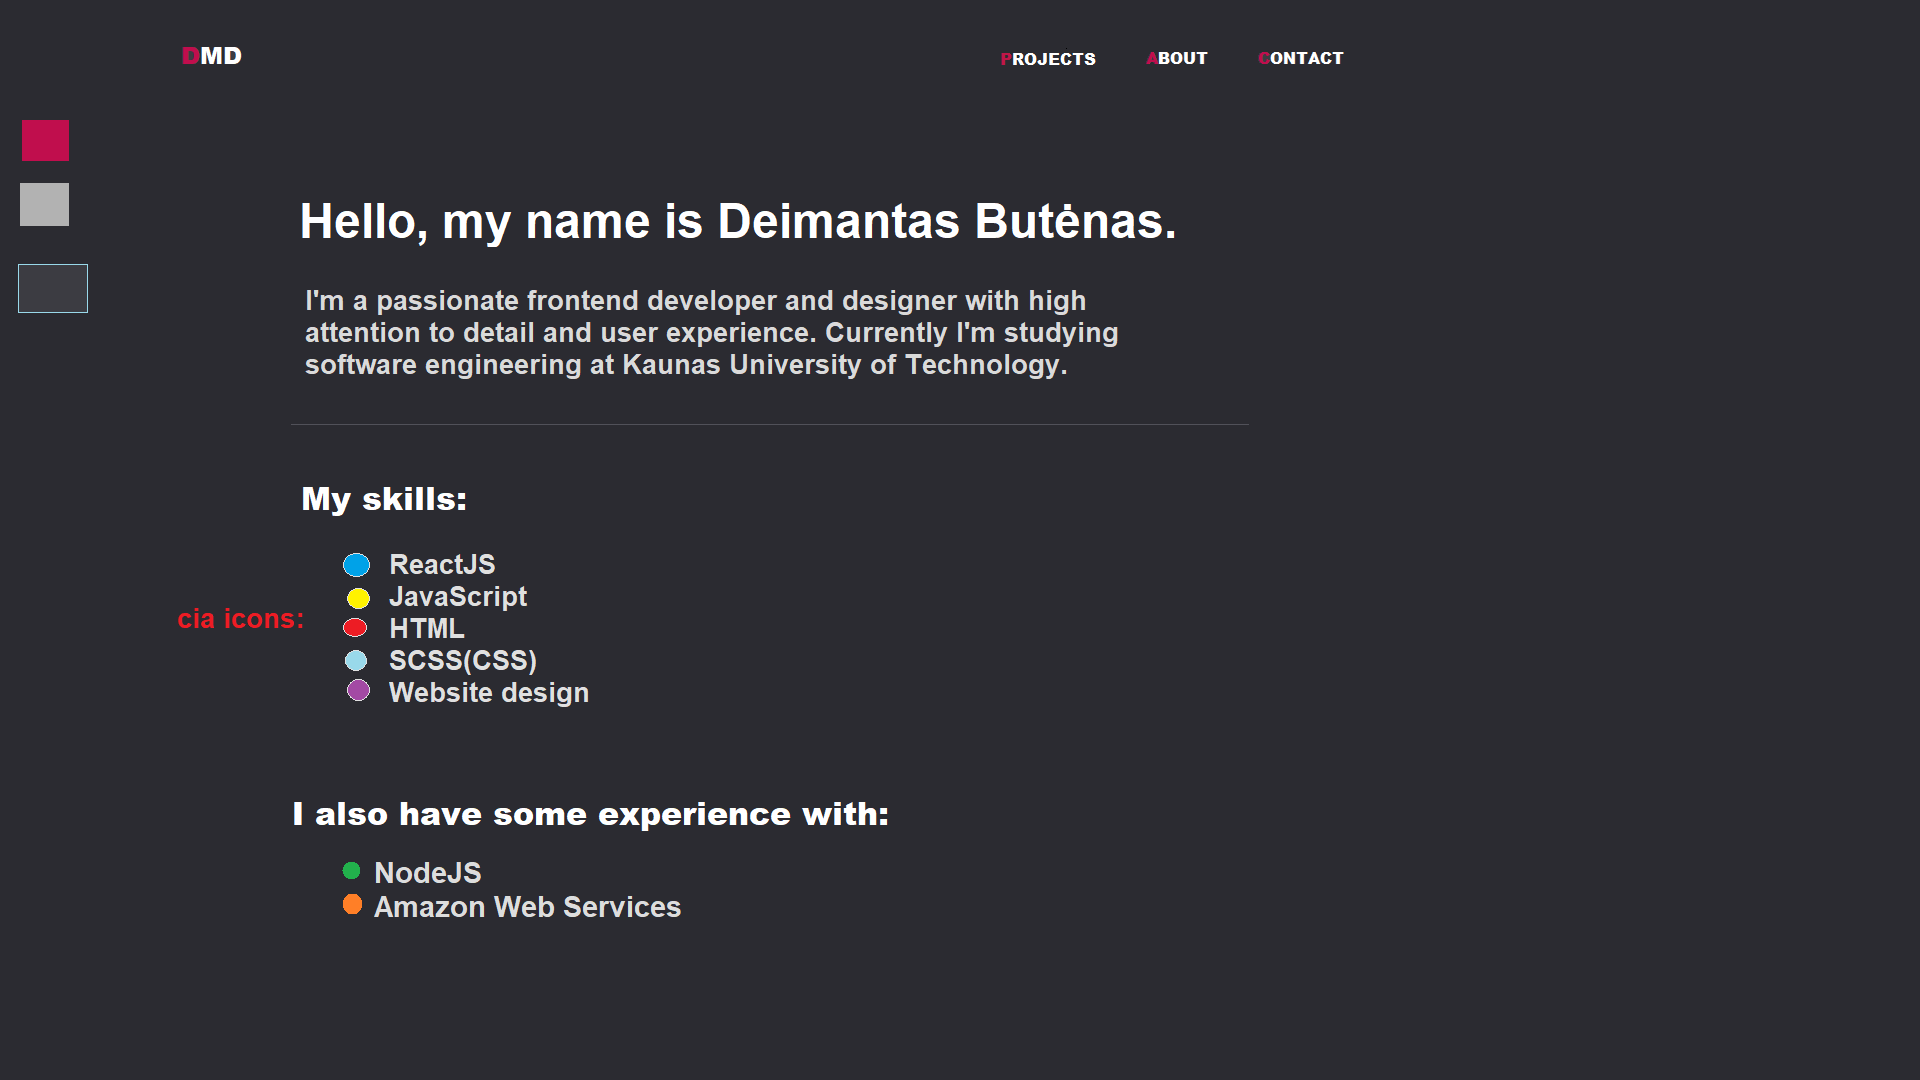 DMD
PROJECTS ABOUT CONTACT
Hello, my name is Deimantas Butėnas.
I'm a passionate frontend developer and designer with high
attention to detail and user experience. Currently I'm studying
software engineering at Kaunas University of Technology.
My skills:
cia icons:
ReactJS
JavaScript
HTML
SCSS(CSS)
Website design
I also have some experience with:
NodeJS
Amazon Web Services